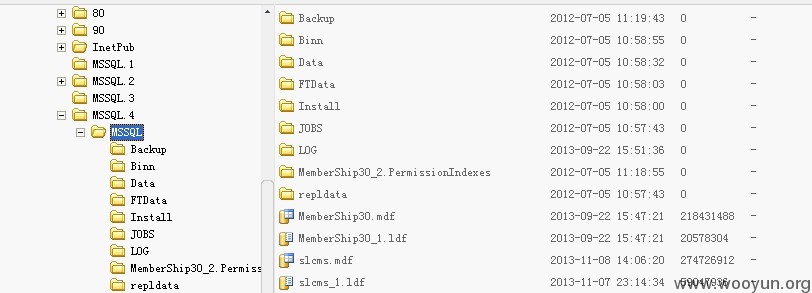 80
90
InetPub
MSSQL.1
MSSQL.2
MSSQL.3
MSSQL.4
MSSQL
Backup
Binn
Data
FTData
Install
JOBS
LOG
MemberShip30_2.Permiss
repldata
Backup 2012-07-05 11:19:43 0 -
Binn 2012-07-05 10:58:55 0 -
Data 2012-07-05 10:58:32 0 -
FTData 2012-07-05 10:58:03 0 -
Install 2012-07-05 10:58:00 0 -
JOBS 2012-07-05 10:57:43 0 -
LOG 2013-09-22 15:51:36 0 -
MemberShip30_2.PermissionIndexes 2012-07-05 11:18:55 0 -
repldata 2012-07-05 10:57:43 0 -
MemberShip30.mdf 2013-09-22 15:47:21 218431488 -
MemberShip30_1.ldf 2013-09-22 15:47:21 20578304 -
slcms.mdf 2013-11-08 14:06:20 274726912 -
slcms_1.ldf 2013-11-07 23:14:34 -
www.wooyun.org